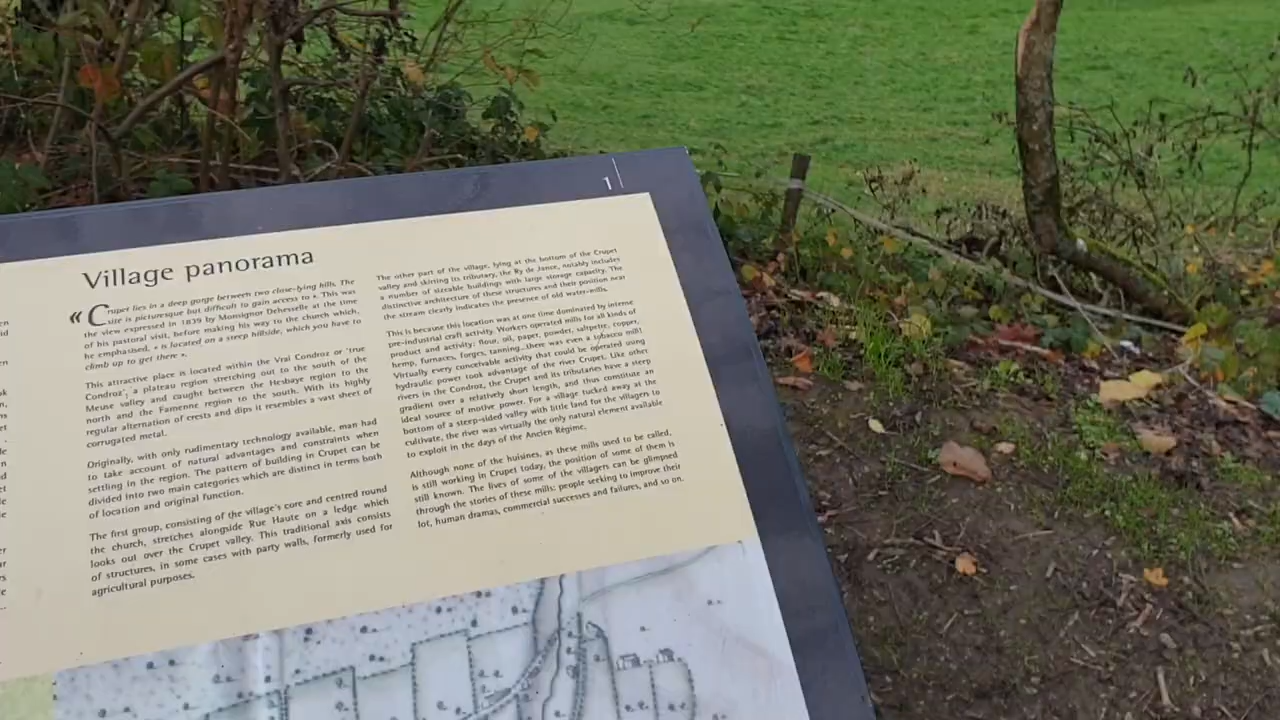 1
Village panorama
« Crupet lies in a deep gorge between two close-lying hills. The
site is picturesque but difficult to gain access to ». This was
the view expressed in 1839 by Monsignor Dehesselle at the time
of his pastoral visit, before making his way to the church which,
he emphasised, « is located on a steep hillside, which you have to
climb up to get there ».
This attractive place is located within the Vrai Condroz or 'true
Condroz', a plateau region stretching out to the south of the
Meuse valley and caught between the Hesbaye region to the
north and the Famenne region to the south. With its highly
regular alternation of crests and dips it resembles a vast sheet of
corrugated metal.
Originally, with only rudimentary technology available, man had
to take account of natural advantages and constraints when
settling in the region. The pattern of building in Crupet can be
divided into two main categories which are distinct in terms both
of location and original function.
The first group, consisting of the village's core and centred round
the church, stretches alongside Rue Haute on a ledge which
looks out over the Crupet valley. This traditional axis consists
of structures, in some cases with party walls, formerly used for
agricultural purposes.
The other part of the village, lying at the bottom of the Crupet
valley and skirting its tributary, the Ry de Jance, notably includes
a number of sizeable buildings with large storage capacity. The
distinctive architecture of these structures and their position near
the stream clearly indicates the presence of old water-mills.
This is because this location was at one time dominated by intense
pre-industrial craft activity. Workers operated mills for all kinds of
product and activity: flour, oil, paper, powder, saltpetre, copper,
hemp, furnaces, forges, tanning...there was even a tobacco mill!
Virtually every conceivable activity that could be operated using
hydraulic power took advantage of the river Crupet. Like other
rivers in the Condroz, the Crupet and its tributaries have a steep
gradient over a relatively short length, and thus constitute an
ideal source of motive power. For a village tucked away at the
bottom of a steep-sided valley with little land for the villagers to
cultivate, the river was virtually the only natural element available
to exploit in the days of the Ancien Régime.
Although none of the huisines, as these mills used to be called,
is still working in Crupet today, the position of some of them is
still known. The lives of some of the villagers can be glimpsed
through the stories of these mills: people seeking to improve their
lot, human dramas, commercial successes and failures, and so on.